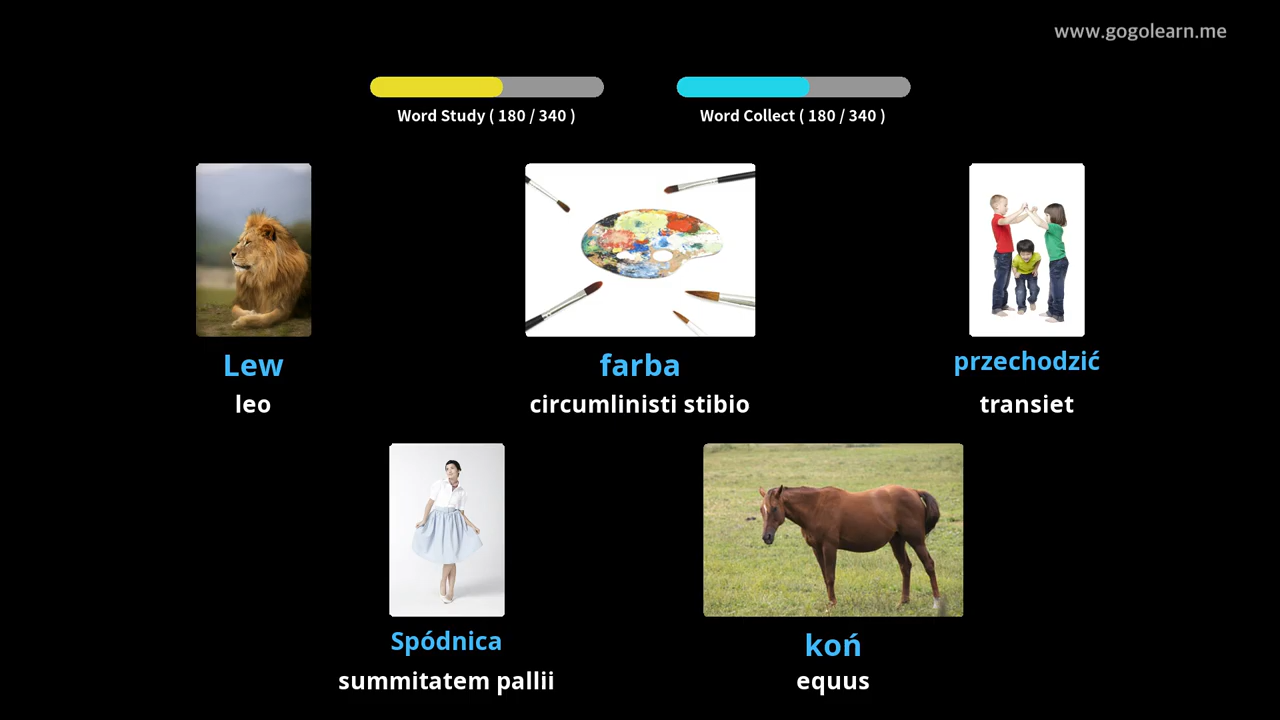 www.gogolearn.me
Word Study ( 180 / 340 )
Word Collect ( 180 / 340 )
Lew
leo
farba
circumlinisti stibio
przechodzić
transiet
Spódnica
summitatem pallii
koń
equus